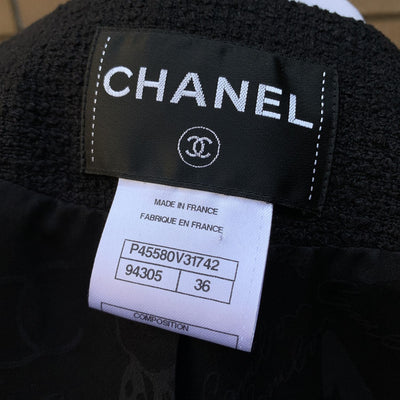 CHANEL
MADE IN FRANCE
FABRIQUE EN FRANCE
P45580V31742
94305 36
COMPOSITION